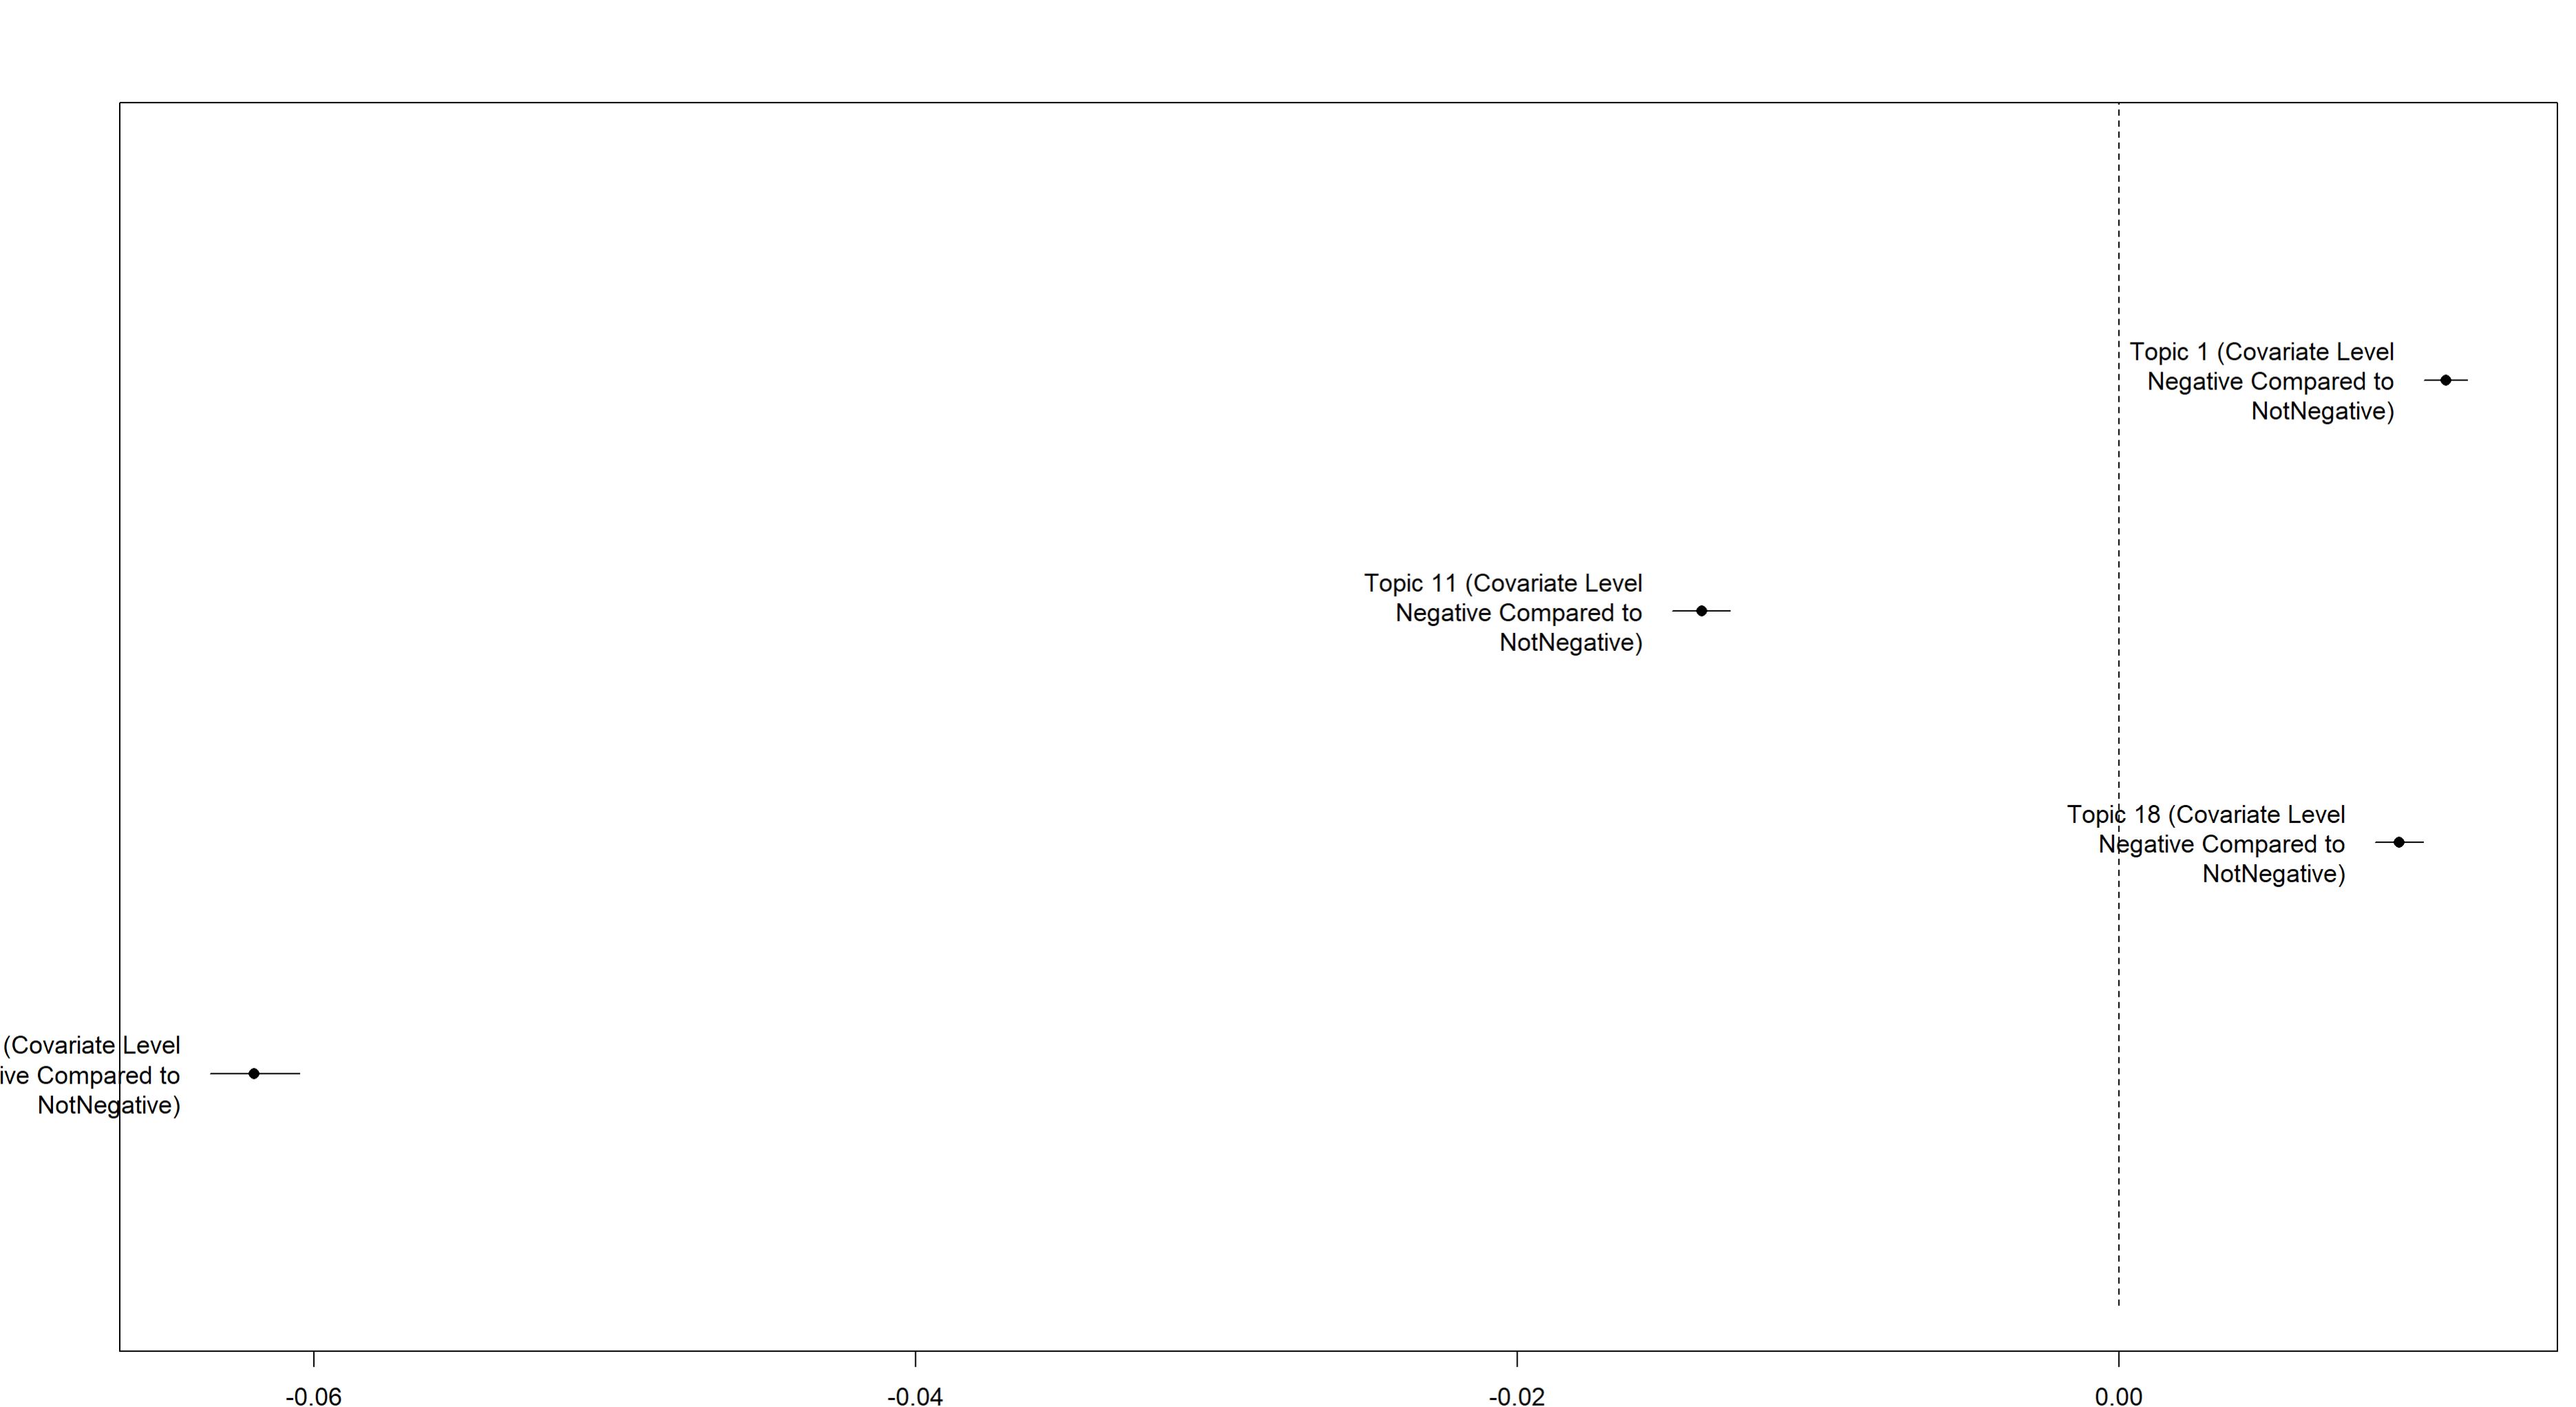 Topic 1 (Covariate Level
Negative Compared to
NotNegative)
Topic 11 (Covariate Level
Negative Compared to
NotNegative)
Topic 18 (Covariate Level
Negative Compared to
NotNegative)
(Covariate Level
ive Compared to
NotNegative)
-0.06
-0.04
-0.02
0.00